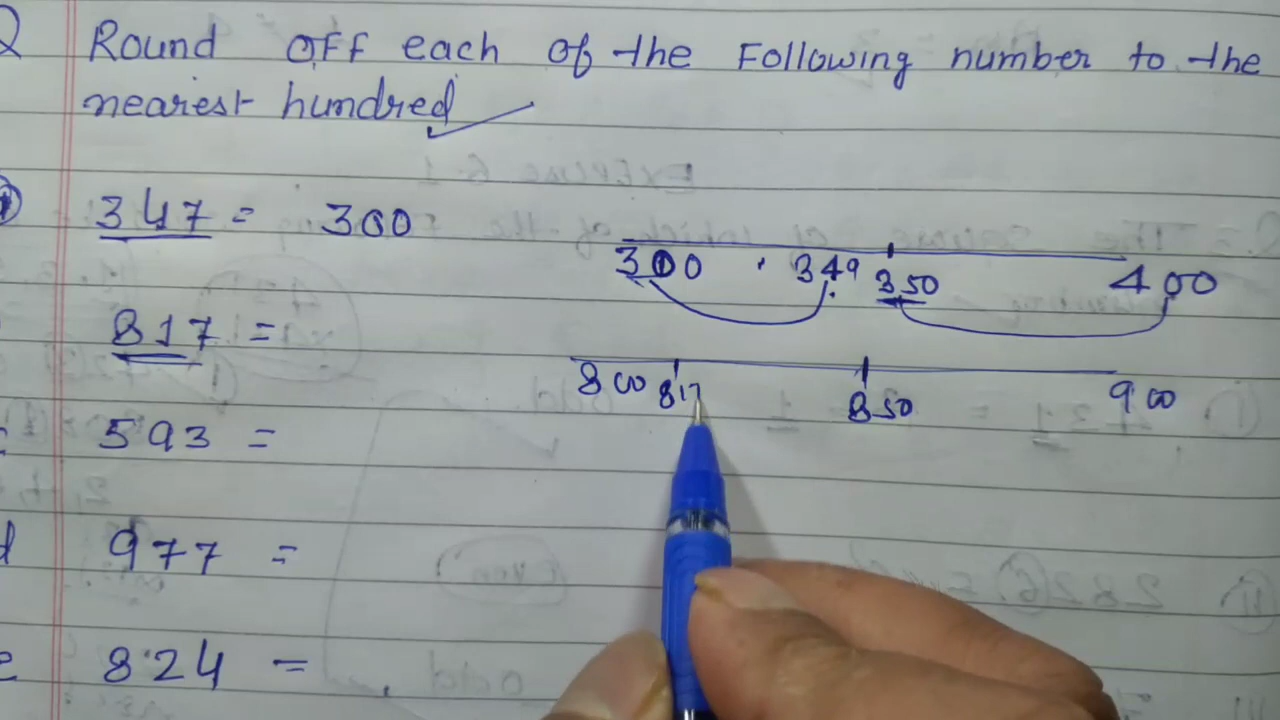 Q Round off each of the Following number to the
nearest hundred
347 = 300
300 349 350 400
817 =
800 817 850 900
593 =
d 977 =
e 824 =